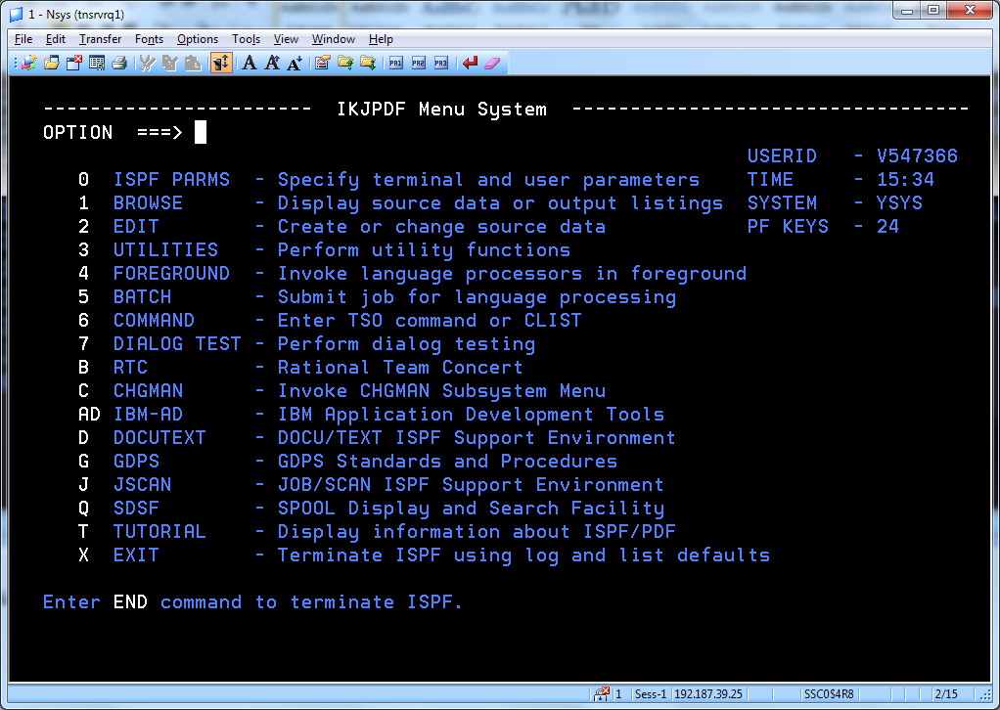 1 - Nsys (tnsrvrq1)
File Edit Transfer Fonts Options Tools View Window Help
A A A PA1 PA2 PA3
----------------------- IKJPDF Menu System ----------------------------------
OPTION ===>
USERID - V547366
0 ISPF PARMS - Specify terminal and user parameters TIME - 15:34
1 BROWSE - Display source data or output listings SYSTEM - YSYS
2 EDIT - Create or change source data PF KEYS - 24
3 UTILITIES - Perform utility functions
4 FOREGROUND - Invoke language processors in foreground
5 BATCH - Submit job for language processing
6 COMMAND - Enter TSO command or CLIST
7 DIALOG TEST - Perform dialog testing
B RTC - Rational Team Concert
C CHGMAN - Invoke CHGMAN Subsystem Menu
AD IBM-AD - IBM Application Development Tools
D DOCUTEXT - DOCU/TEXT ISPF Support Environment
G GDPS - GDPS Standards and Procedures
J JSCAN - JOB/SCAN ISPF Support Environment
Q SDSF - SPOOL Display and Search Facility
T TUTORIAL - Display information about ISPF/PDF
X EXIT - Terminate ISPF using log and list defaults
Enter END command to terminate ISPF.
1 Sess-1 192.187.39.25 SSC0$4R8 2/15